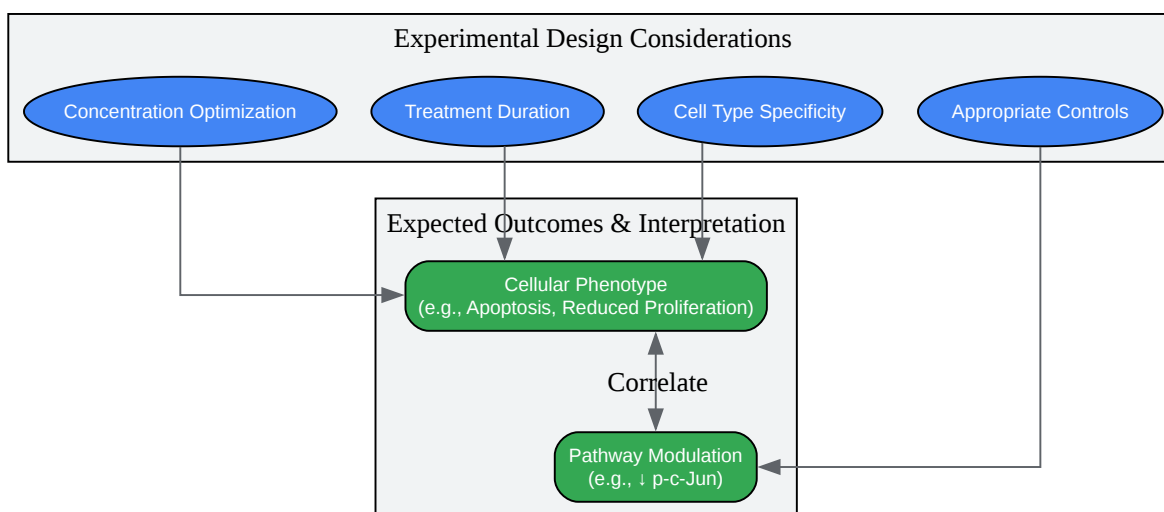 Experimental Design Considerations
Concentration Optimization
Treatment Duration
Cell Type Specificity
Appropriate Controls
Expected Outcomes & Interpretation
Cellular Phenotype
(e.g., Apoptosis, Reduced Proliferation)
Correlate
Pathway Modulation
(e.g., ↓ p-c-Jun)